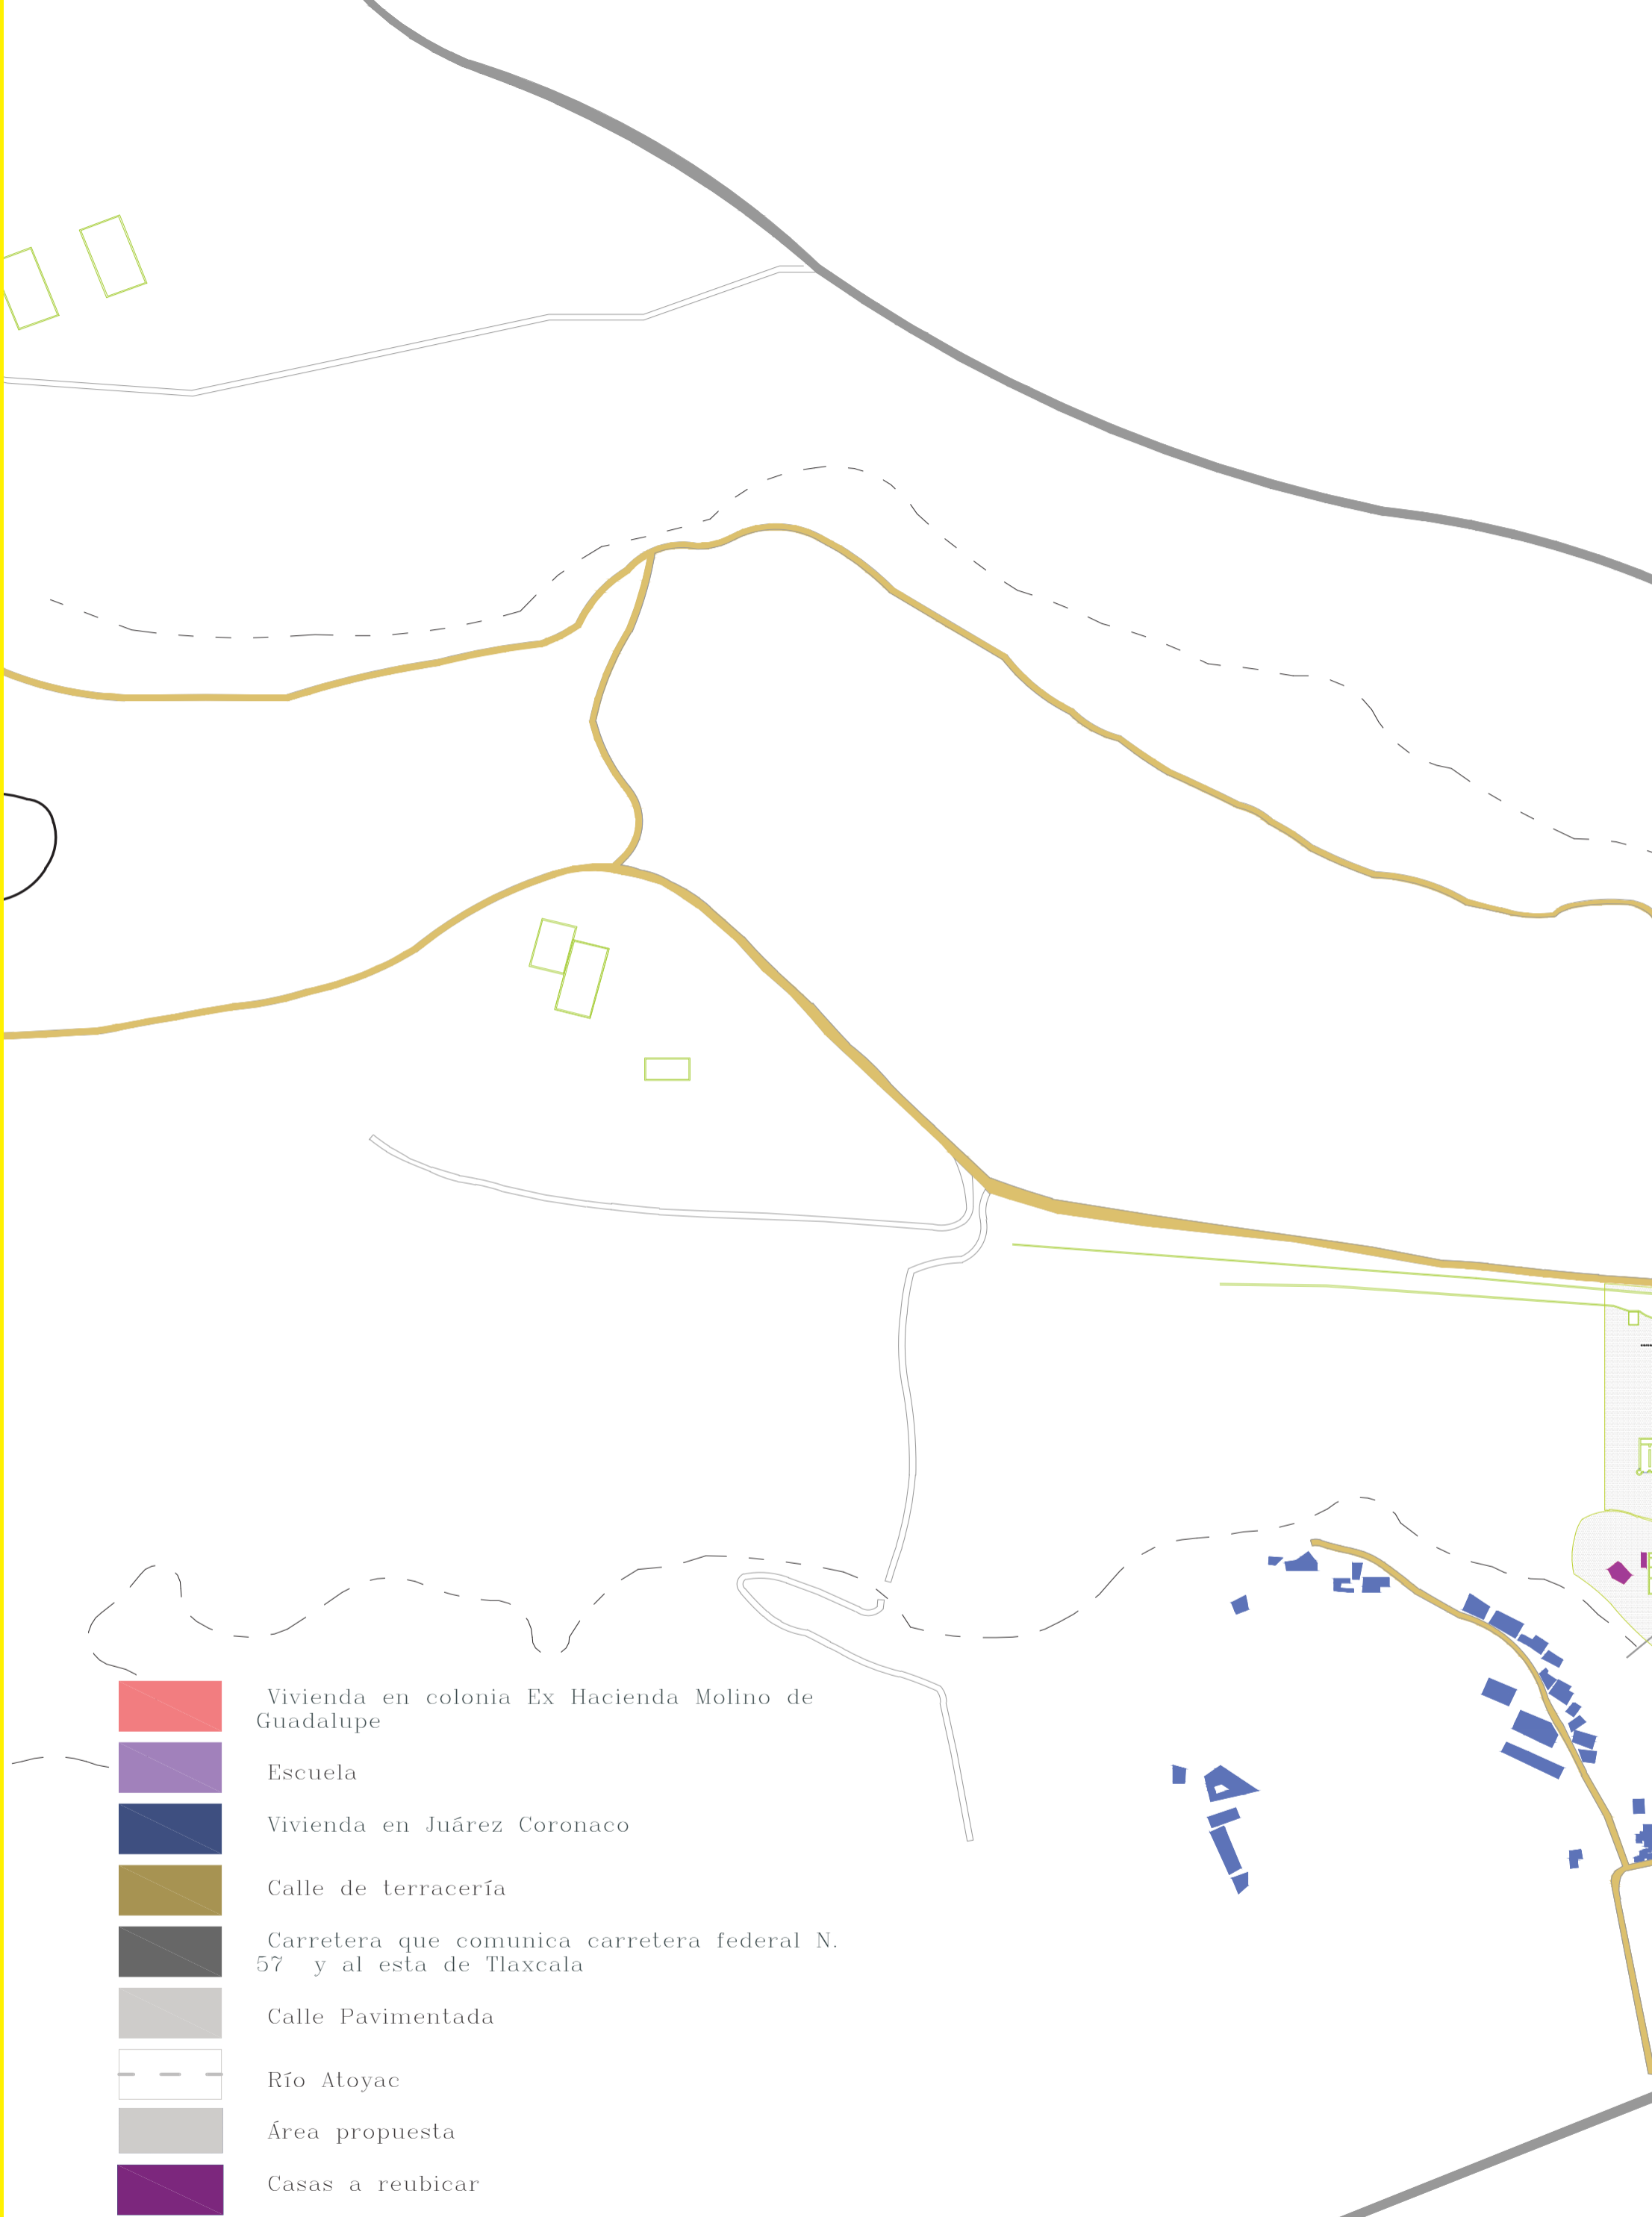 Vivienda en colonia Ex Hacienda Molino de
Guadalupe
Escuela
Vivienda en Juárez Coronaco
Calle de terracería
Carretera que comunica carretera federal N.
57 y al esta de Tlaxcala
Calle Pavimentada
Río Atoyac
Área propuesta
Casas a reubicar